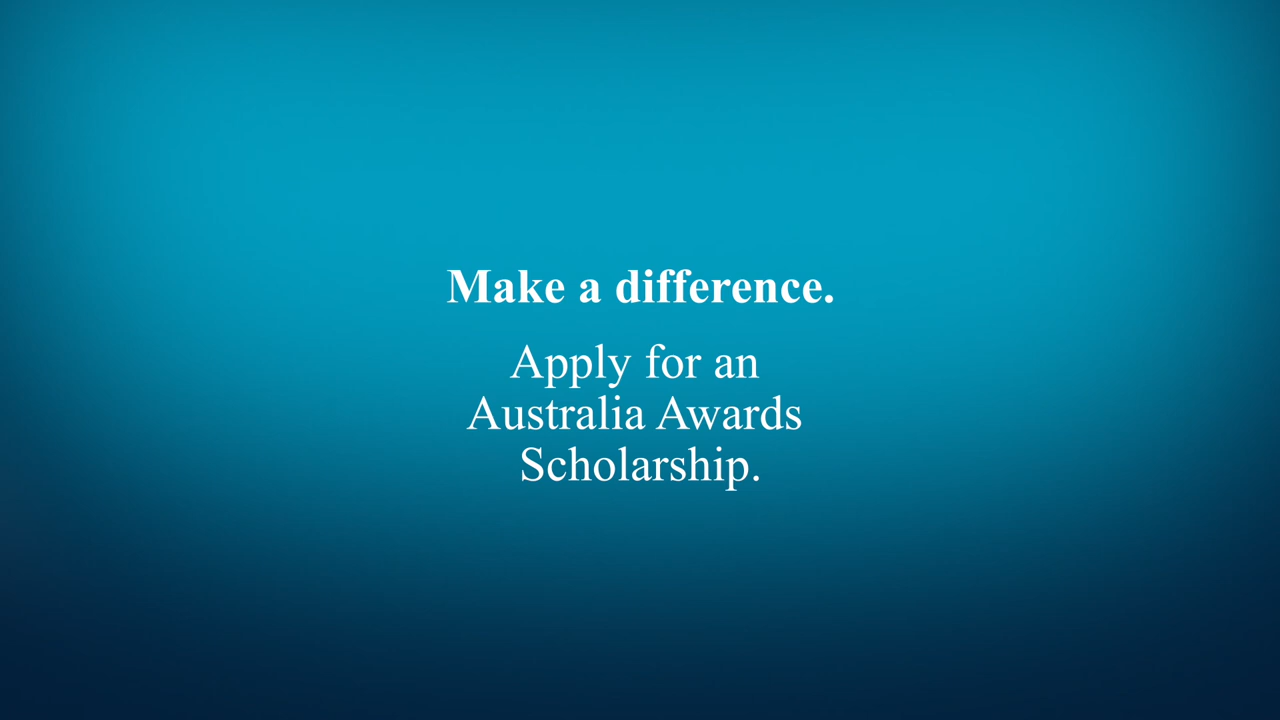 Make a difference.
Apply for an
Australia Awards
Scholarship.